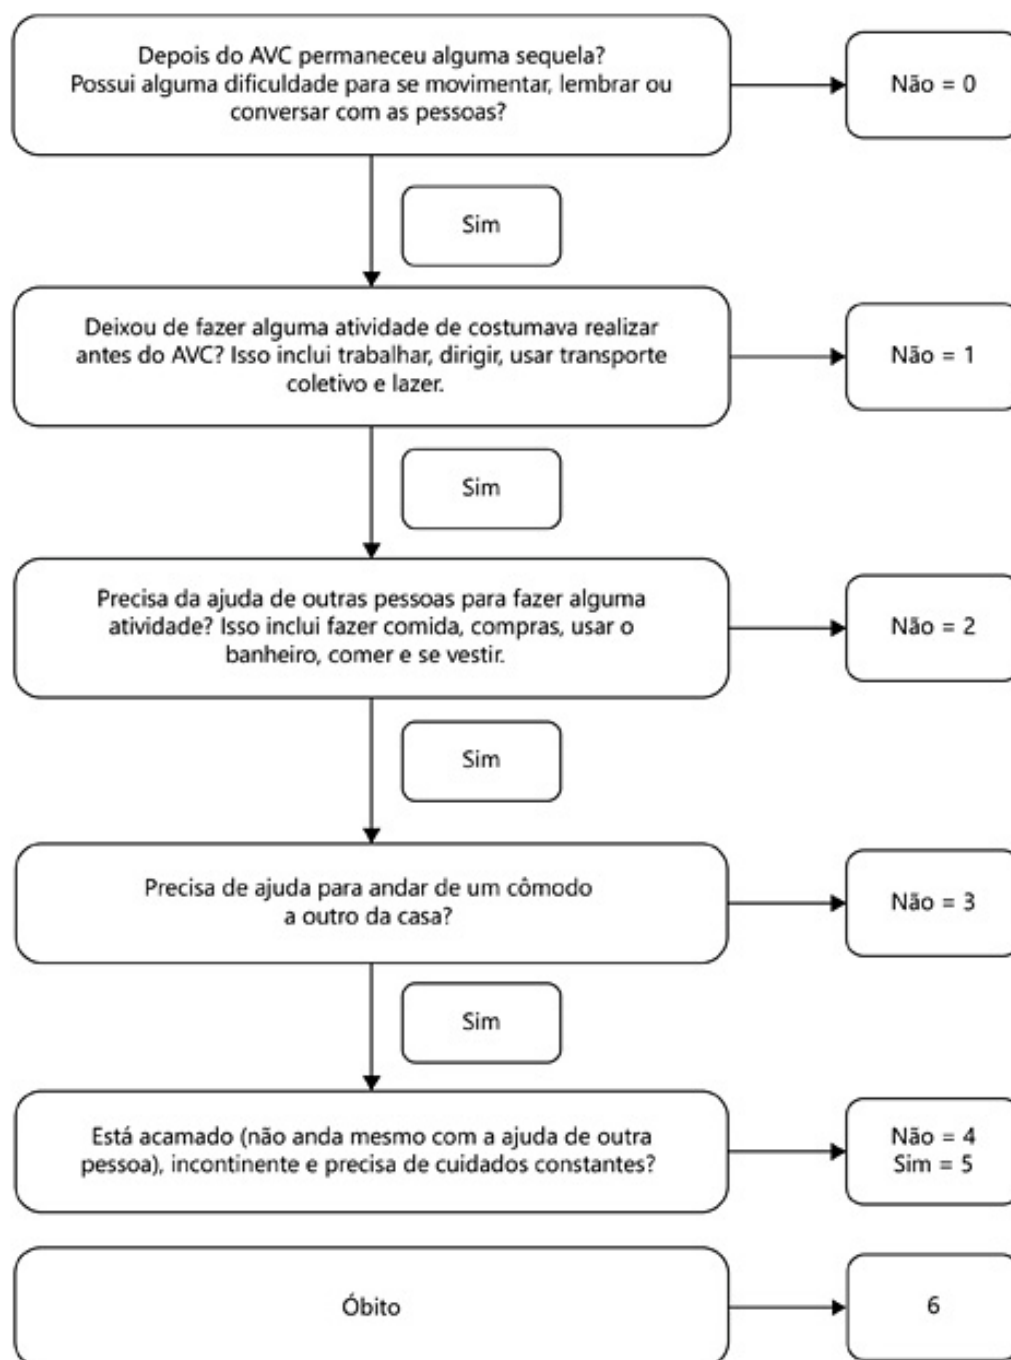 Depois do AVC permaneceu alguma sequela?
Possui alguma dificuldade para se movimentar, lembrar ou
conversar com as pessoas?
Não = 0
Sim
Deixou de fazer alguma atividade de costumava realizar
antes do AVC? Isso inclui trabalhar, dirigir, usar transporte
coletivo e lazer.
Não = 1
Sim
Precisa da ajuda de outras pessoas para fazer alguma
atividade? Isso inclui fazer comida, compras, usar o
banheiro, comer e se vestir.
Não = 2
Sim
Precisa de ajuda para andar de um cômodo
a outro da casa?
Não = 3
Sim
Está acamado (não anda mesmo com a ajuda de outra
pessoa), incontinente e precisa de cuidados constantes?
Não = 4
Sim = 5
Óbito
6